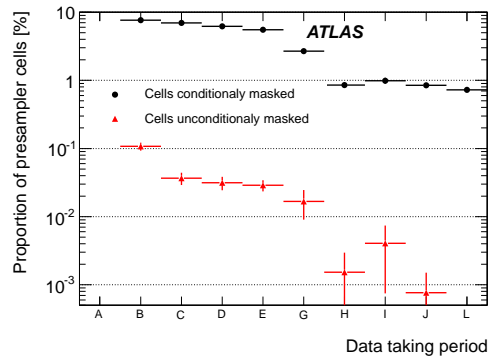 Proportion of presampler cells [%]
10
ATLAS
1
Cells conditionaly masked
Cells unconditionaly masked
10^-1
10^-2
10^-3
A B C D E G H I J L
Data taking period